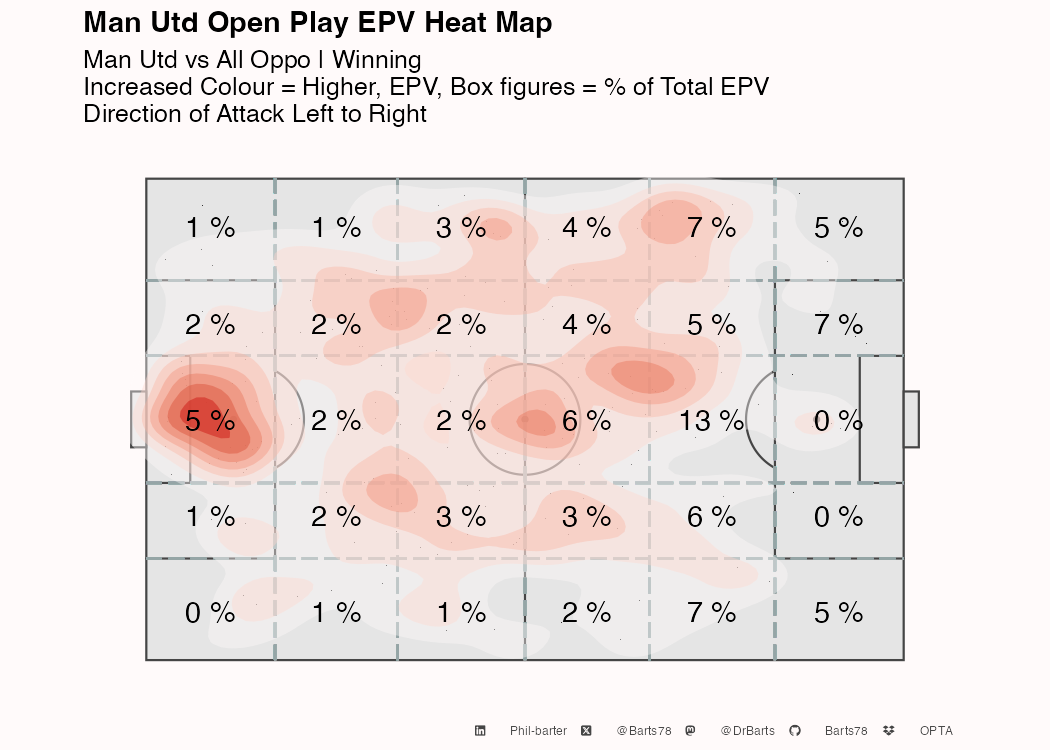 Man Utd Open Play EPV Heat Map
Man Utd vs All Oppo | Winning
Increased Colour = Higher, EPV, Box figures = % of Total EPV
Direction of Attack Left to Right
1 % 1 % 3 % 4 % 7 % 5 %
2 % 2 % 2 % 4 % 5 % 7 %
5 % 2 % 2 % 6 % 13 % 0 %
1 % 2 % 3 % 3 % 6 % 0 %
0 % 1 % 1 % 2 % 7 % 5 %
Phil-barter @Barts78 @DrBarts Barts78 OPTA